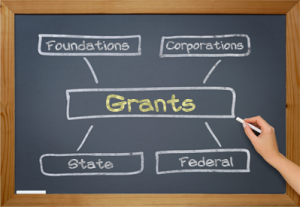 Foundations
Corporations
Grants
State
Federal